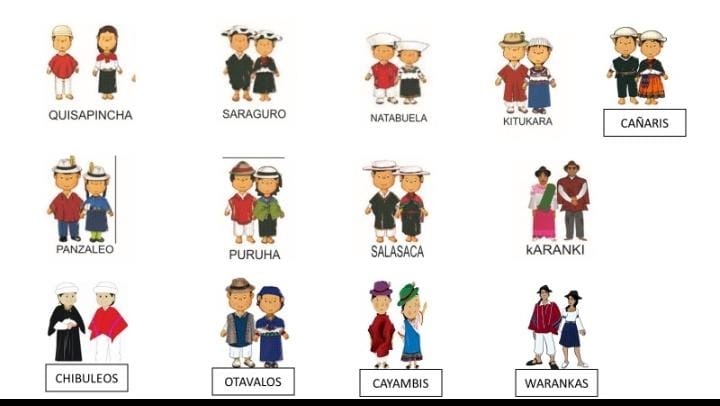 QUISAPINCHA
SARAGURO
NATABUELA
KITUKARA
CAÑARIS
PANZALEO
PURUHA
SALASACA
kARANKI
CHIBULEOS
OTAVALOS
CAYAMBIS
WARANKAS